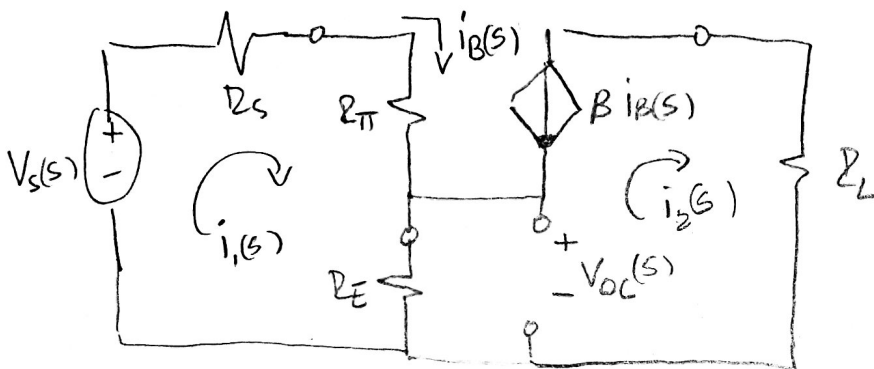 i_B(s)
R_S
R_π
β i_B(s)
+
-
V_S(s)
R_L
i_1(s)
i_2(s)
+
- V_OC(s)
R_E